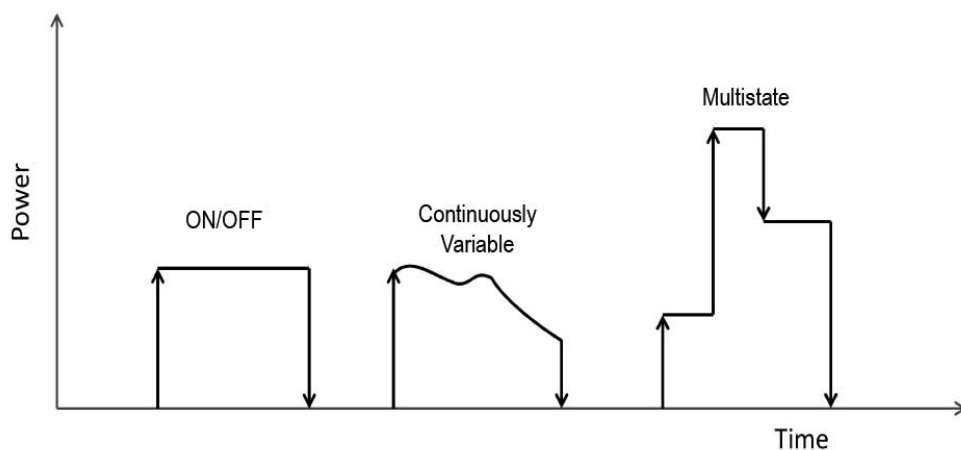 Multistate
ON/OFF
Continuously
Variable
Power
Time